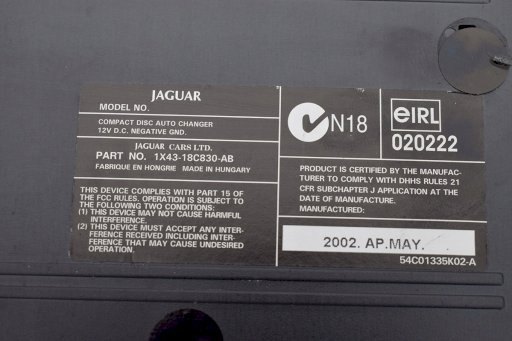 JAGUAR
MODEL NO.
COMPACT DISC AUTO CHANGER
12V D.C. NEGATIVE GND.
JAGUAR CARS LTD.
PART NO. 1X43-18C830-AB
FABRIQUE EN HONGRIE MADE IN HUNGARY
THIS DEVICE COMPLIES WITH PART 15 OF
THE FCC RULES. OPERATION IS SUBJECT TO
THE FOLLOWING TWO CONDITIONS:
(1) THIS DEVICE MAY NOT CAUSE HARMFUL
INTERFERENCE.
(2) THIS DEVICE MUST ACCEPT ANY INTER-
FERENCE RECEIVED INCLUDING INTER-
FERENCE THAT MAY CAUSE UNDESIRED
OPERATION.
N18
eIRL
020222
PRODUCT IS CERTIFIED BY THE MANUFAC-
TURER TO COMPLY WITH DHHS RULES 21
CFR SUBCHAPTER J APPLICATION AT THE
DATE OF MANUFACTURE.
MANUFACTURED:
2002. AP.MAY.
54C01335K02-A